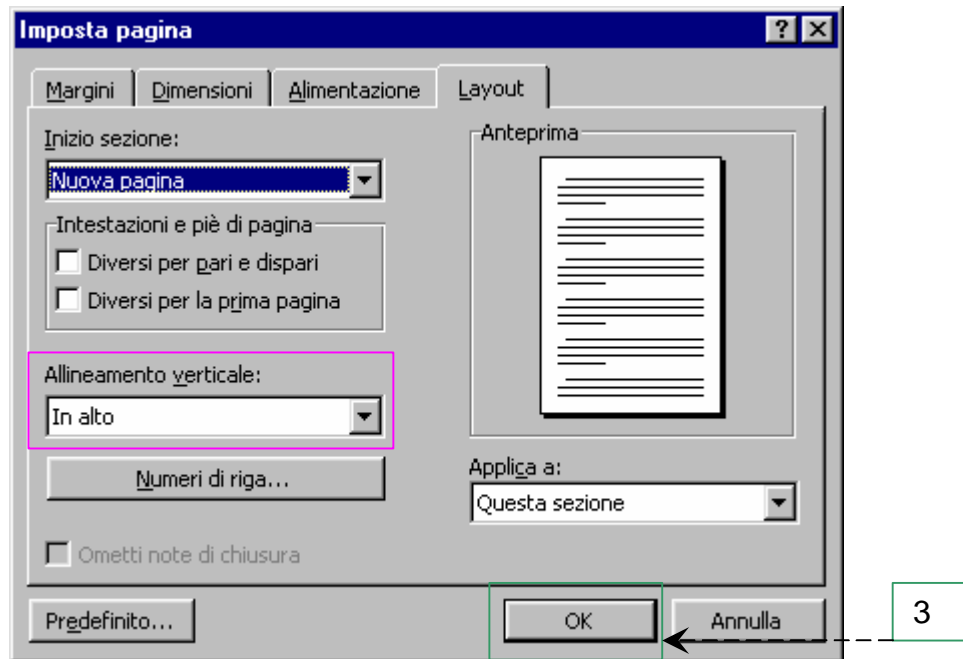 Imposta pagina
Margini Dimensioni Alimentazione Layout
Inizio sezione:
Nuova pagina
Intestazioni e piè di pagina
Diversi per pari e dispari
Diversi per la prima pagina
Allineamento verticale:
In alto
Numeri di riga...
Ometti note di chiusura
Anteprima
Applica a:
Questa sezione
Predefinito... OK Annulla
3